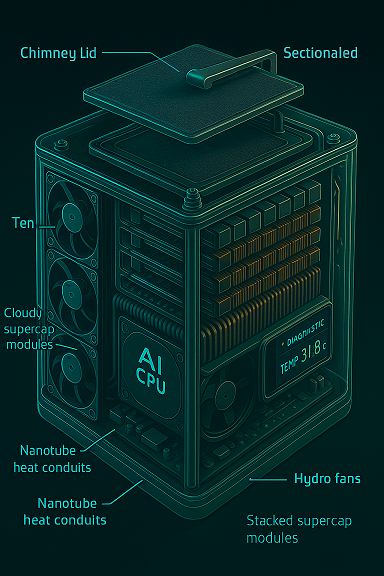 Chimney Lid
Sectionaled
Ten
Cloudy
supercap
modules
AI
CPU
DIAGNOSTIC
TEMP 31.8 c
Nanotube
heat conduits
Nanotube
heat conduits
Hydro fans
Stacked supercap
modules